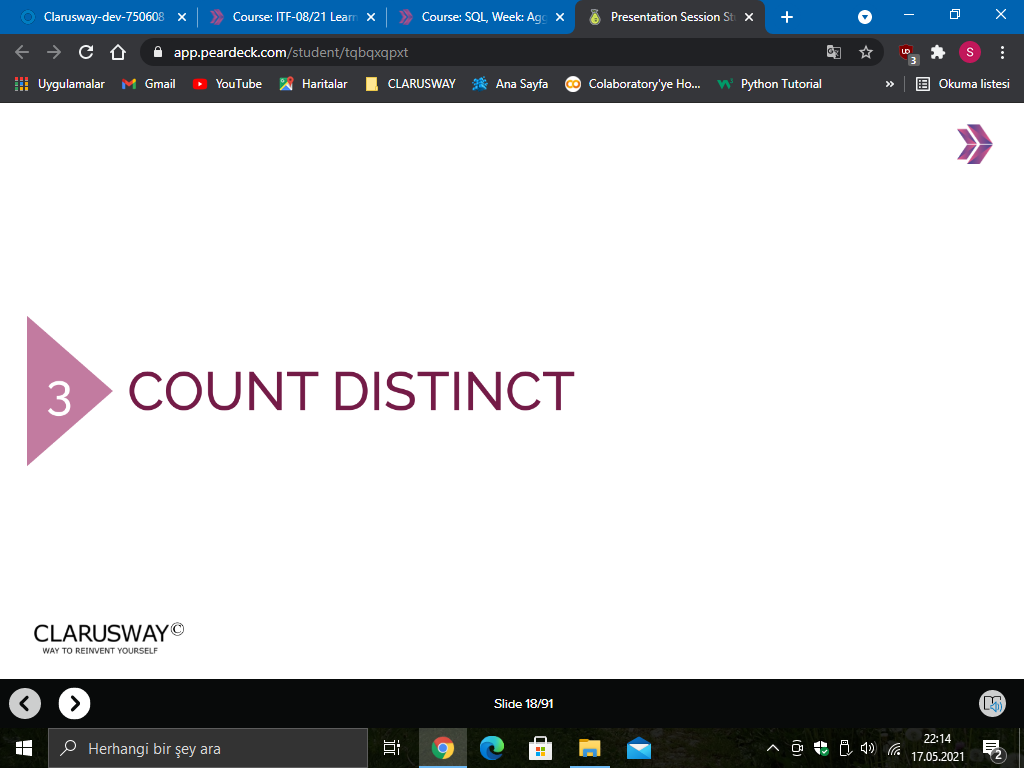 Clarusway-dev-750608
Course: ITF-08/21 Learn
Course: SQL, Week: Agg
Presentation Session St
app.peardeck.com/student/tqbqxqpxt
S
3
Uygulamalar
Gmail
YouTube
Haritalar
CLARUSWAY
Ana Sayfa
Colaboratory'ye Ho...
Python Tutorial
»
Okuma listesi
3
COUNT DISTINCT
CLARUSWAY©
WAY TO REINVENT YOURSELF
Slide 18/91
Herhangi bir şey ara
22:14
17.05.2021
2